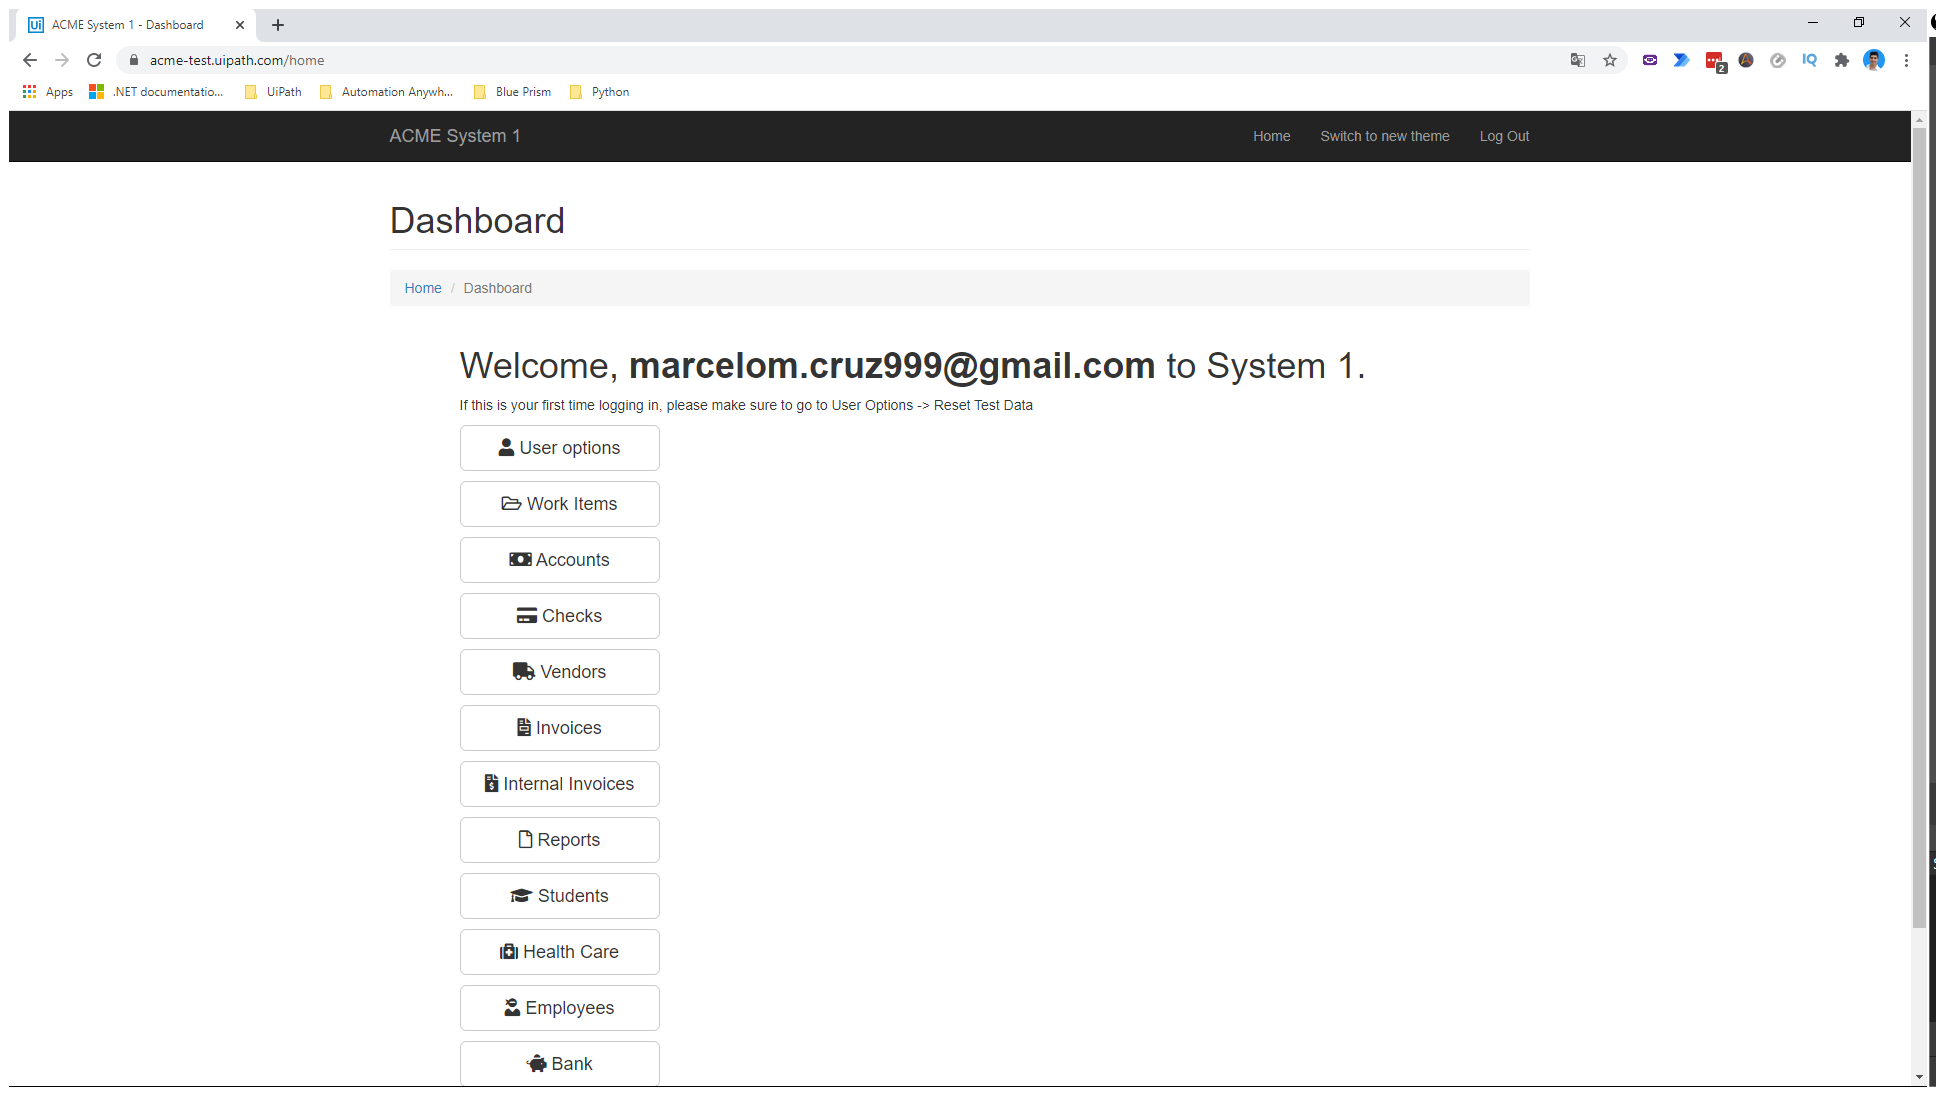 Ui ACME System 1 - Dashboard
acme-test.uipath.com/home
2
IQ
Apps .NET documentatio... UiPath Automation Anywh... Blue Prism Python
ACME System 1 Home Switch to new theme Log Out
Dashboard
Home / Dashboard
Welcome, marcelom.cruz999@gmail.com to System 1.
If this is your first time logging in, please make sure to go to User Options -> Reset Test Data
User options
Work Items
Accounts
Checks
Vendors
Invoices
Internal Invoices
Reports
Students
Health Care
Employees
Bank